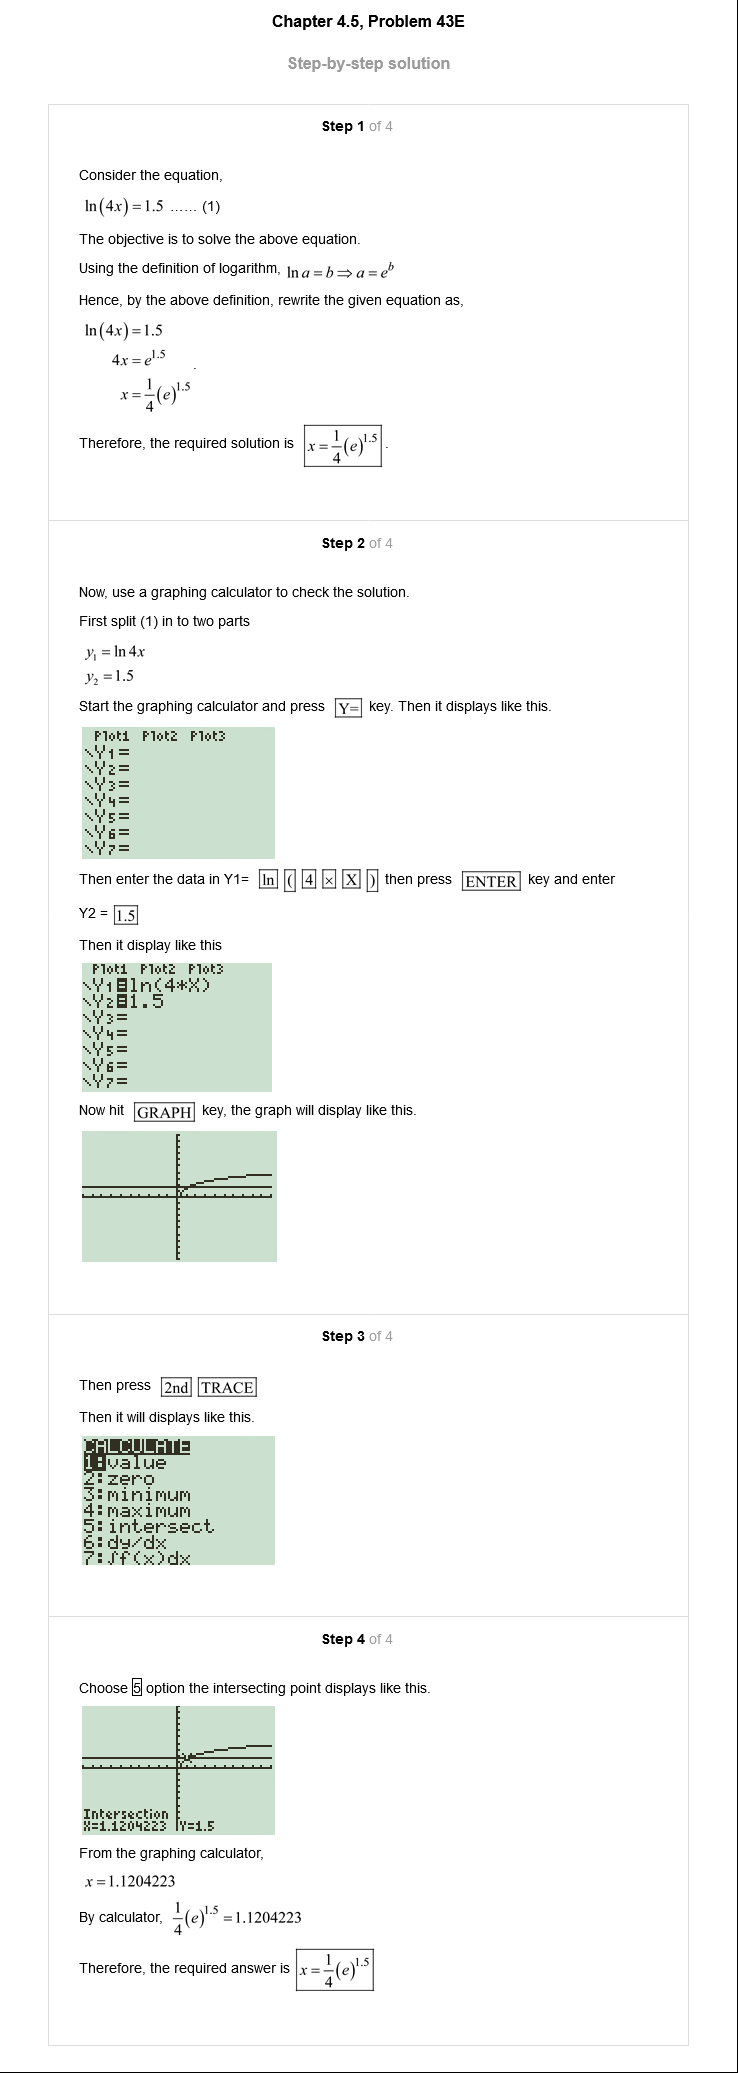 Chapter 4.5, Problem 43E
Step-by-step solution
Step 1 of 4
Consider the equation,
ln(4x) = 1.5 ...... (1)
The objective is to solve the above equation.
Using the definition of logarithm, ln a = b ⇒ a = e^b
Hence, by the above definition, rewrite the given equation as,
ln(4x) = 1.5
4x = e^1.5
x = 1/4 (e)^1.5 .
Therefore, the required solution is x = 1/4 (e)^1.5 .
Step 2 of 4
Now, use a graphing calculator to check the solution.
First split (1) in to two parts
y₁ = ln 4x
y₂ = 1.5
Start the graphing calculator and press Y= key. Then it displays like this.
Plot1 Plot2 Plot3
\Y1=
\Y2=
\Y3=
\Y4=
\Y5=
\Y6=
\Y7=
Then enter the data in Y1= ln ( 4 × X ) then press ENTER key and enter
Y2 = 1.5
Then it display like this
Plot1 Plot2 Plot3
\Y1=ln(4*X)
\Y2=1.5
\Y3=
\Y4=
\Y5=
\Y6=
\Y7=
Now hit GRAPH key, the graph will display like this.
Step 3 of 4
Then press 2nd TRACE
Then it will displays like this.
CALCULATE
1:value
2:zero
3:minimum
4:maximum
5:intersect
6:dy/dx
7:∫f(x)dx
Step 4 of 4
Choose 5 option the intersecting point displays like this.
Intersection
X=1.1204223 Y=1.5
From the graphing calculator,
x = 1.1204223
By calculator, 1/4 (e)^1.5 = 1.1204223
Therefore, the required answer is x = 1/4 (e)^1.5